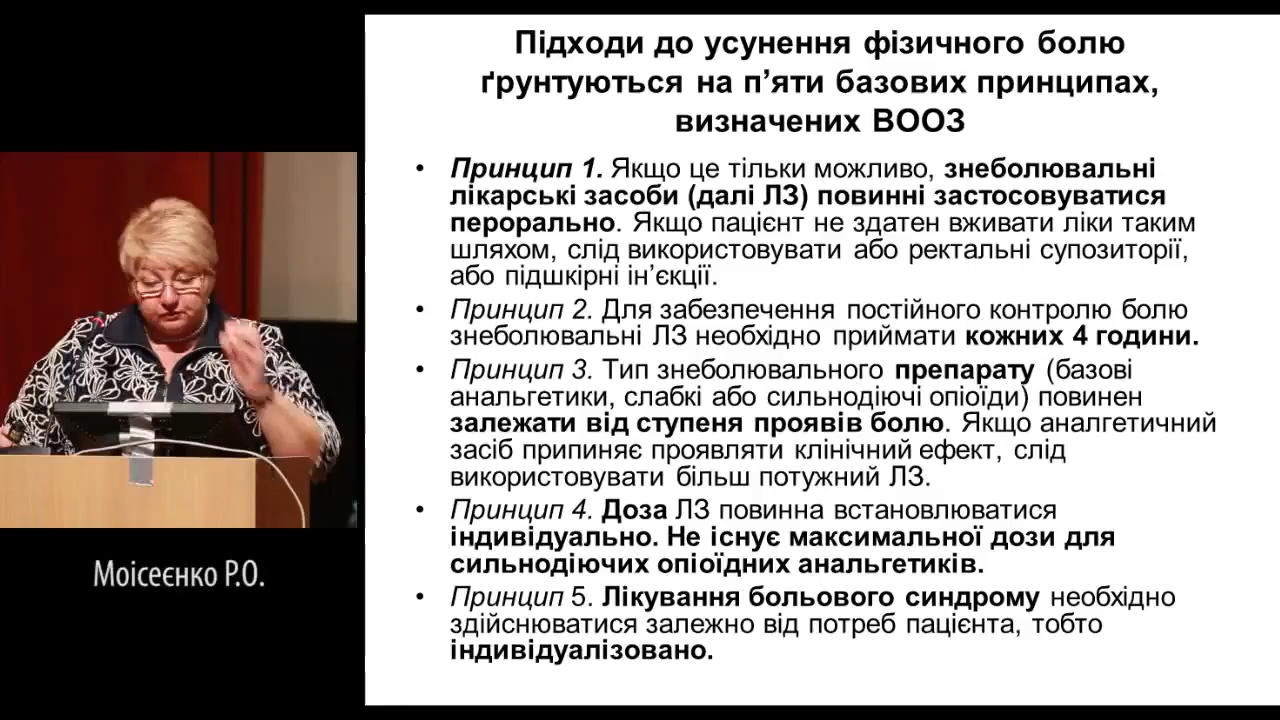 Підходи до усунення фізичного болю
ґрунтуються на п’яти базових принципах,
визначених ВООЗ
• Принцип 1. Якщо це тільки можливо, знеболювальні
лікарські засоби (далі ЛЗ) повинні застосовуватися
перорально. Якщо пацієнт не здатен вживати ліки таким
шляхом, слід використовувати або ректальні супозиторії,
або підшкірні ін’єкції.
• Принцип 2. Для забезпечення постійного контролю болю
знеболювальні ЛЗ необхідно приймати кожних 4 години.
• Принцип 3. Тип знеболювального препарату (базові
анальгетики, слабкі або сильнодіючі опіоїди) повинен
залежати від ступеня проявів болю. Якщо аналгетичний
засіб припиняє проявляти клінічний ефект, слід
використовувати більш потужний ЛЗ.
• Принцип 4. Доза ЛЗ повинна встановлюватися
індивідуально. Не існує максимальної дози для
сильнодіючих опіоїдних анальгетиків.
• Принцип 5. Лікування больового синдрому необхідно
здійснюватися залежно від потреб пацієнта, тобто
індивідуалізовано.
Моісеєнко Р.О.